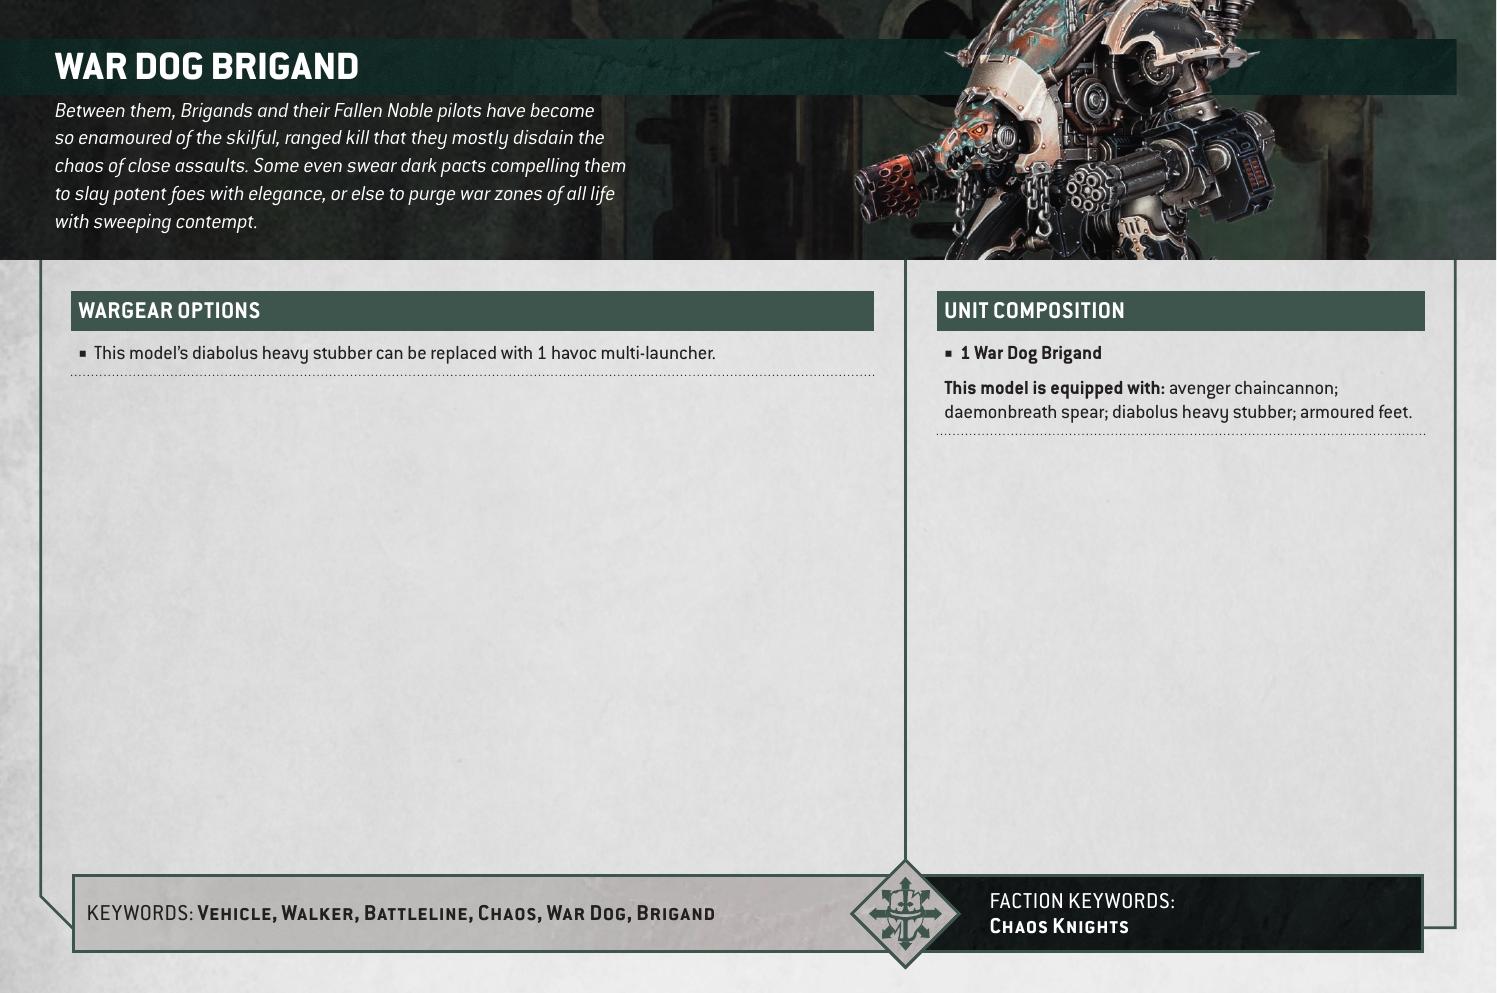 WAR DOG BRIGAND
Between them, Brigands and their Fallen Noble pilots have become
so enamoured of the skilful, ranged kill that they mostly disdain the
chaos of close assaults. Some even swear dark pacts compelling them
to slay potent foes with elegance, or else to purge war zones of all life
with sweeping contempt.
WARGEAR OPTIONS
▪ This model’s diabolus heavy stubber can be replaced with 1 havoc multi-launcher.
UNIT COMPOSITION
▪ 1 War Dog Brigand
This model is equipped with: avenger chaincannon;
daemonbreath spear; diabolus heavy stubber; armoured feet.
KEYWORDS: Vehicle, Walker, Battleline, Chaos, War Dog, Brigand
FACTION KEYWORDS:
Chaos Knights